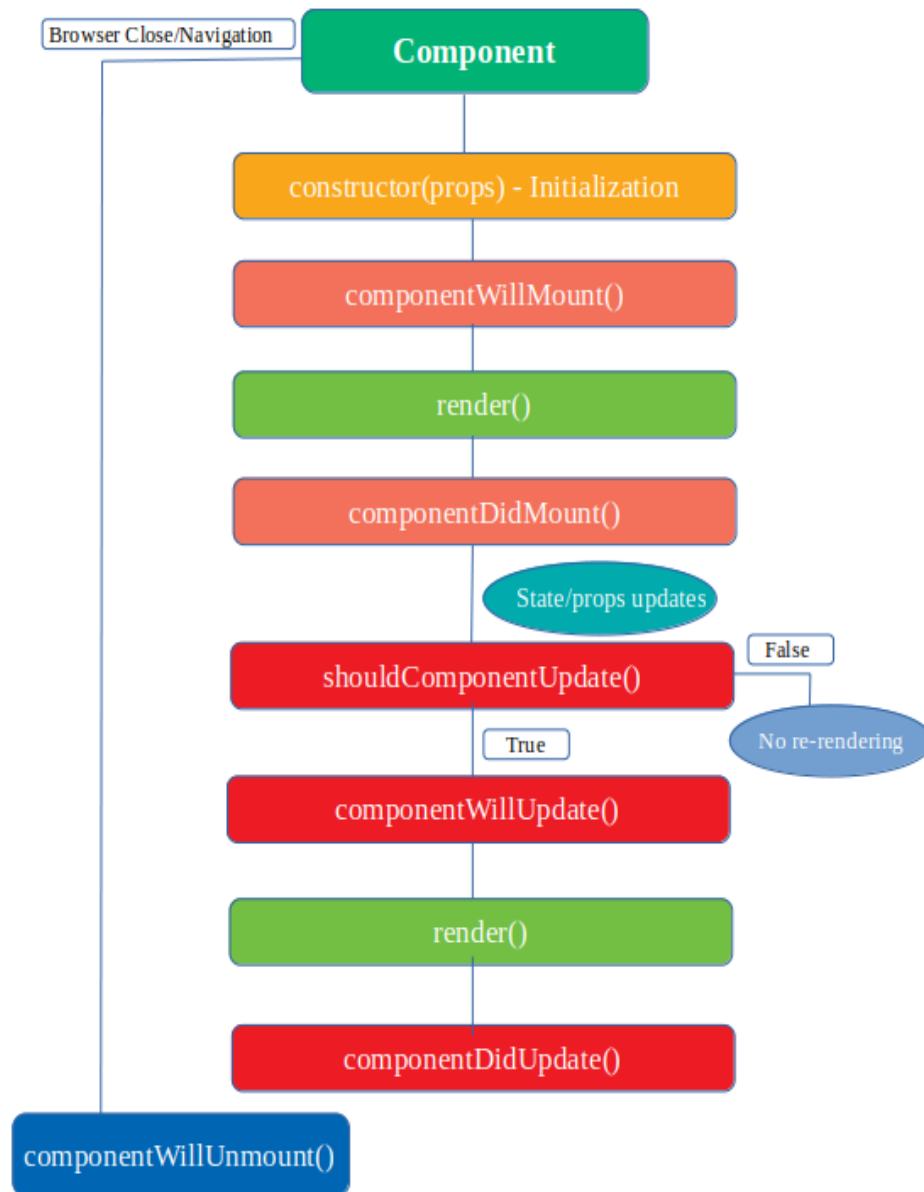 Browser Close/Navigation
Component
constructor(props) - Initialization
componentWillMount()
render()
componentDidMount()
State/props updates
False
shouldComponentUpdate()
No re-rendering
True
componentWillUpdate()
render()
componentDidUpdate()
componentWillUnmount()